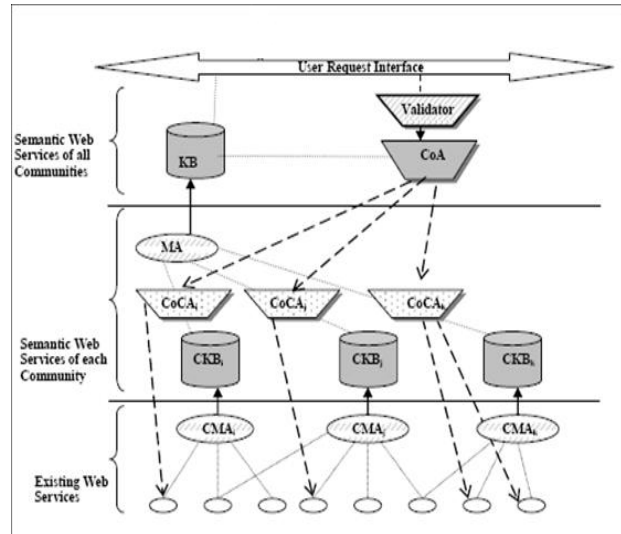 User Request Interface
Validator
Semantic Web
Services of all
Communities
KB
CoA
MA
CoCAi
CoCAj
CoCAk
Semantic Web
Services of each
Community
CKBi
CKBj
CKBk
CMAi
CMAj
CMAk
Existing Web
Services